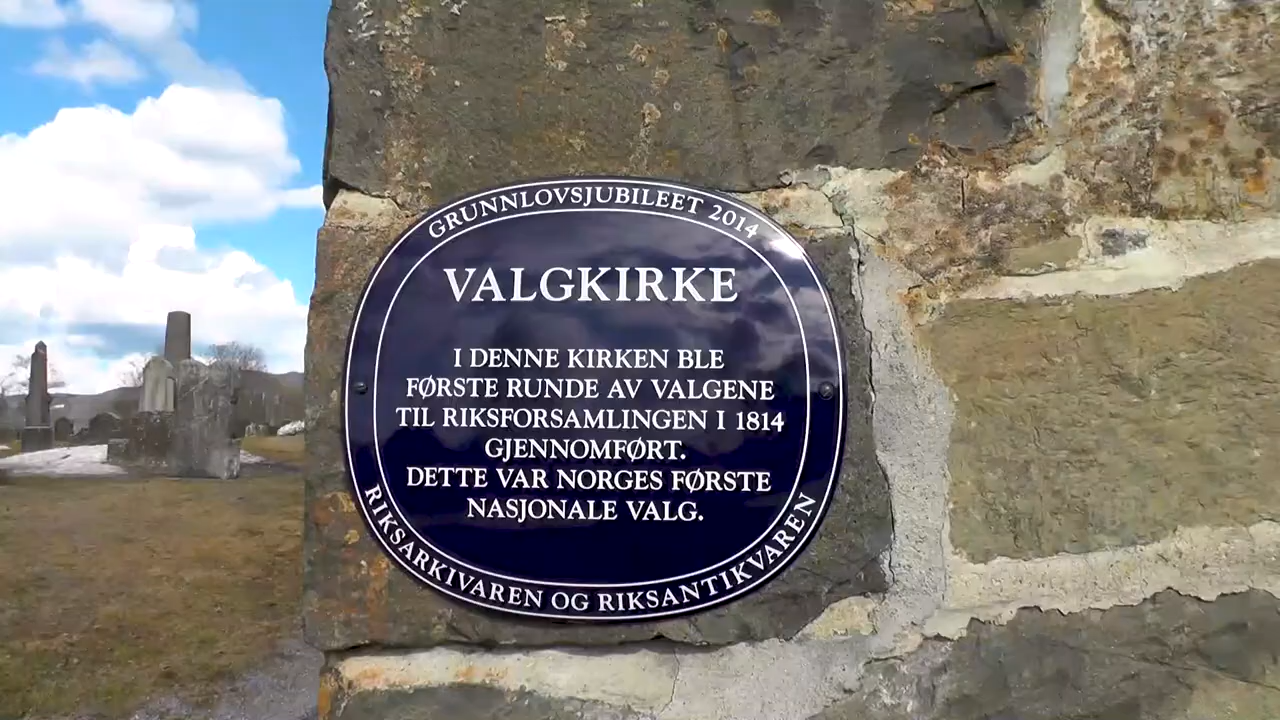 GRUNNLOVSJUBILEET 2014
VALGKIRKE
I DENNE KIRKEN BLE
FØRSTE RUNDE AV VALGENE
TIL RIKSFORSAMLINGEN I 1814
GJENNOMFØRT.
DETTE VAR NORGES FØRSTE
NASJONALE VALG.
RIKSARKIVAREN OG RIKSANTIKVAREN